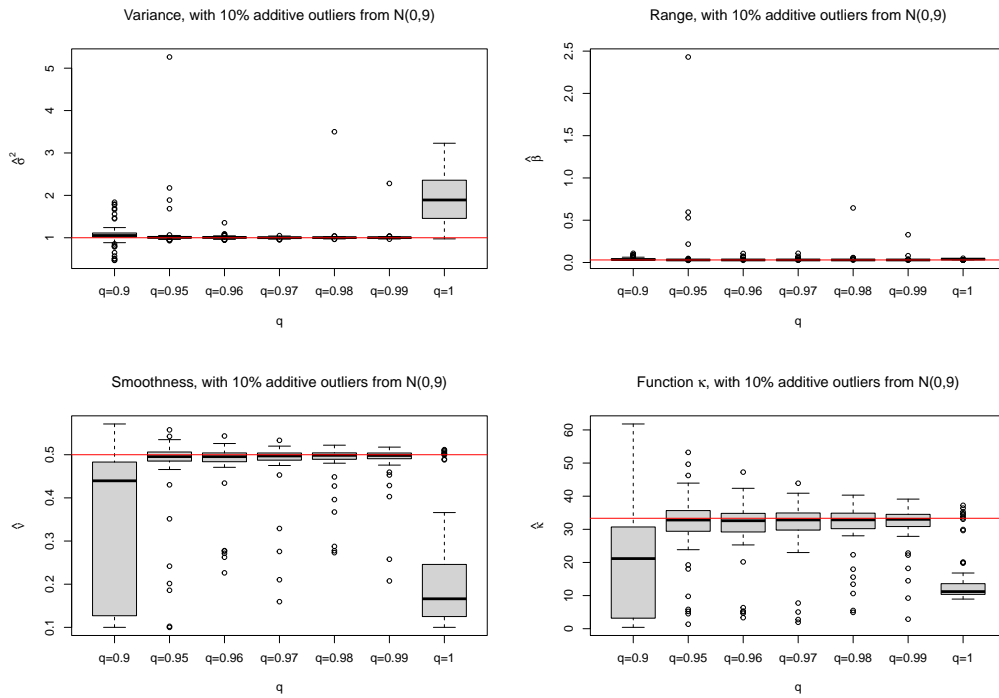 Variance, with 10% additive outliers from N(0,9)
σ̂²
5
4
3
2
1
q=0.9 q=0.95 q=0.96 q=0.97 q=0.98 q=0.99 q=1
q
Range, with 10% additive outliers from N(0,9)
β̂
2.5
2.0
1.5
1.0
0.5
0.0
q=0.9 q=0.95 q=0.96 q=0.97 q=0.98 q=0.99 q=1
q
Smoothness, with 10% additive outliers from N(0,9)
ν̂
0.5
0.4
0.3
0.2
0.1
q=0.9 q=0.95 q=0.96 q=0.97 q=0.98 q=0.99 q=1
q
Function κ, with 10% additive outliers from N(0,9)
κ̂
60
50
40
30
20
10
0
q=0.9 q=0.95 q=0.96 q=0.97 q=0.98 q=0.99 q=1
q